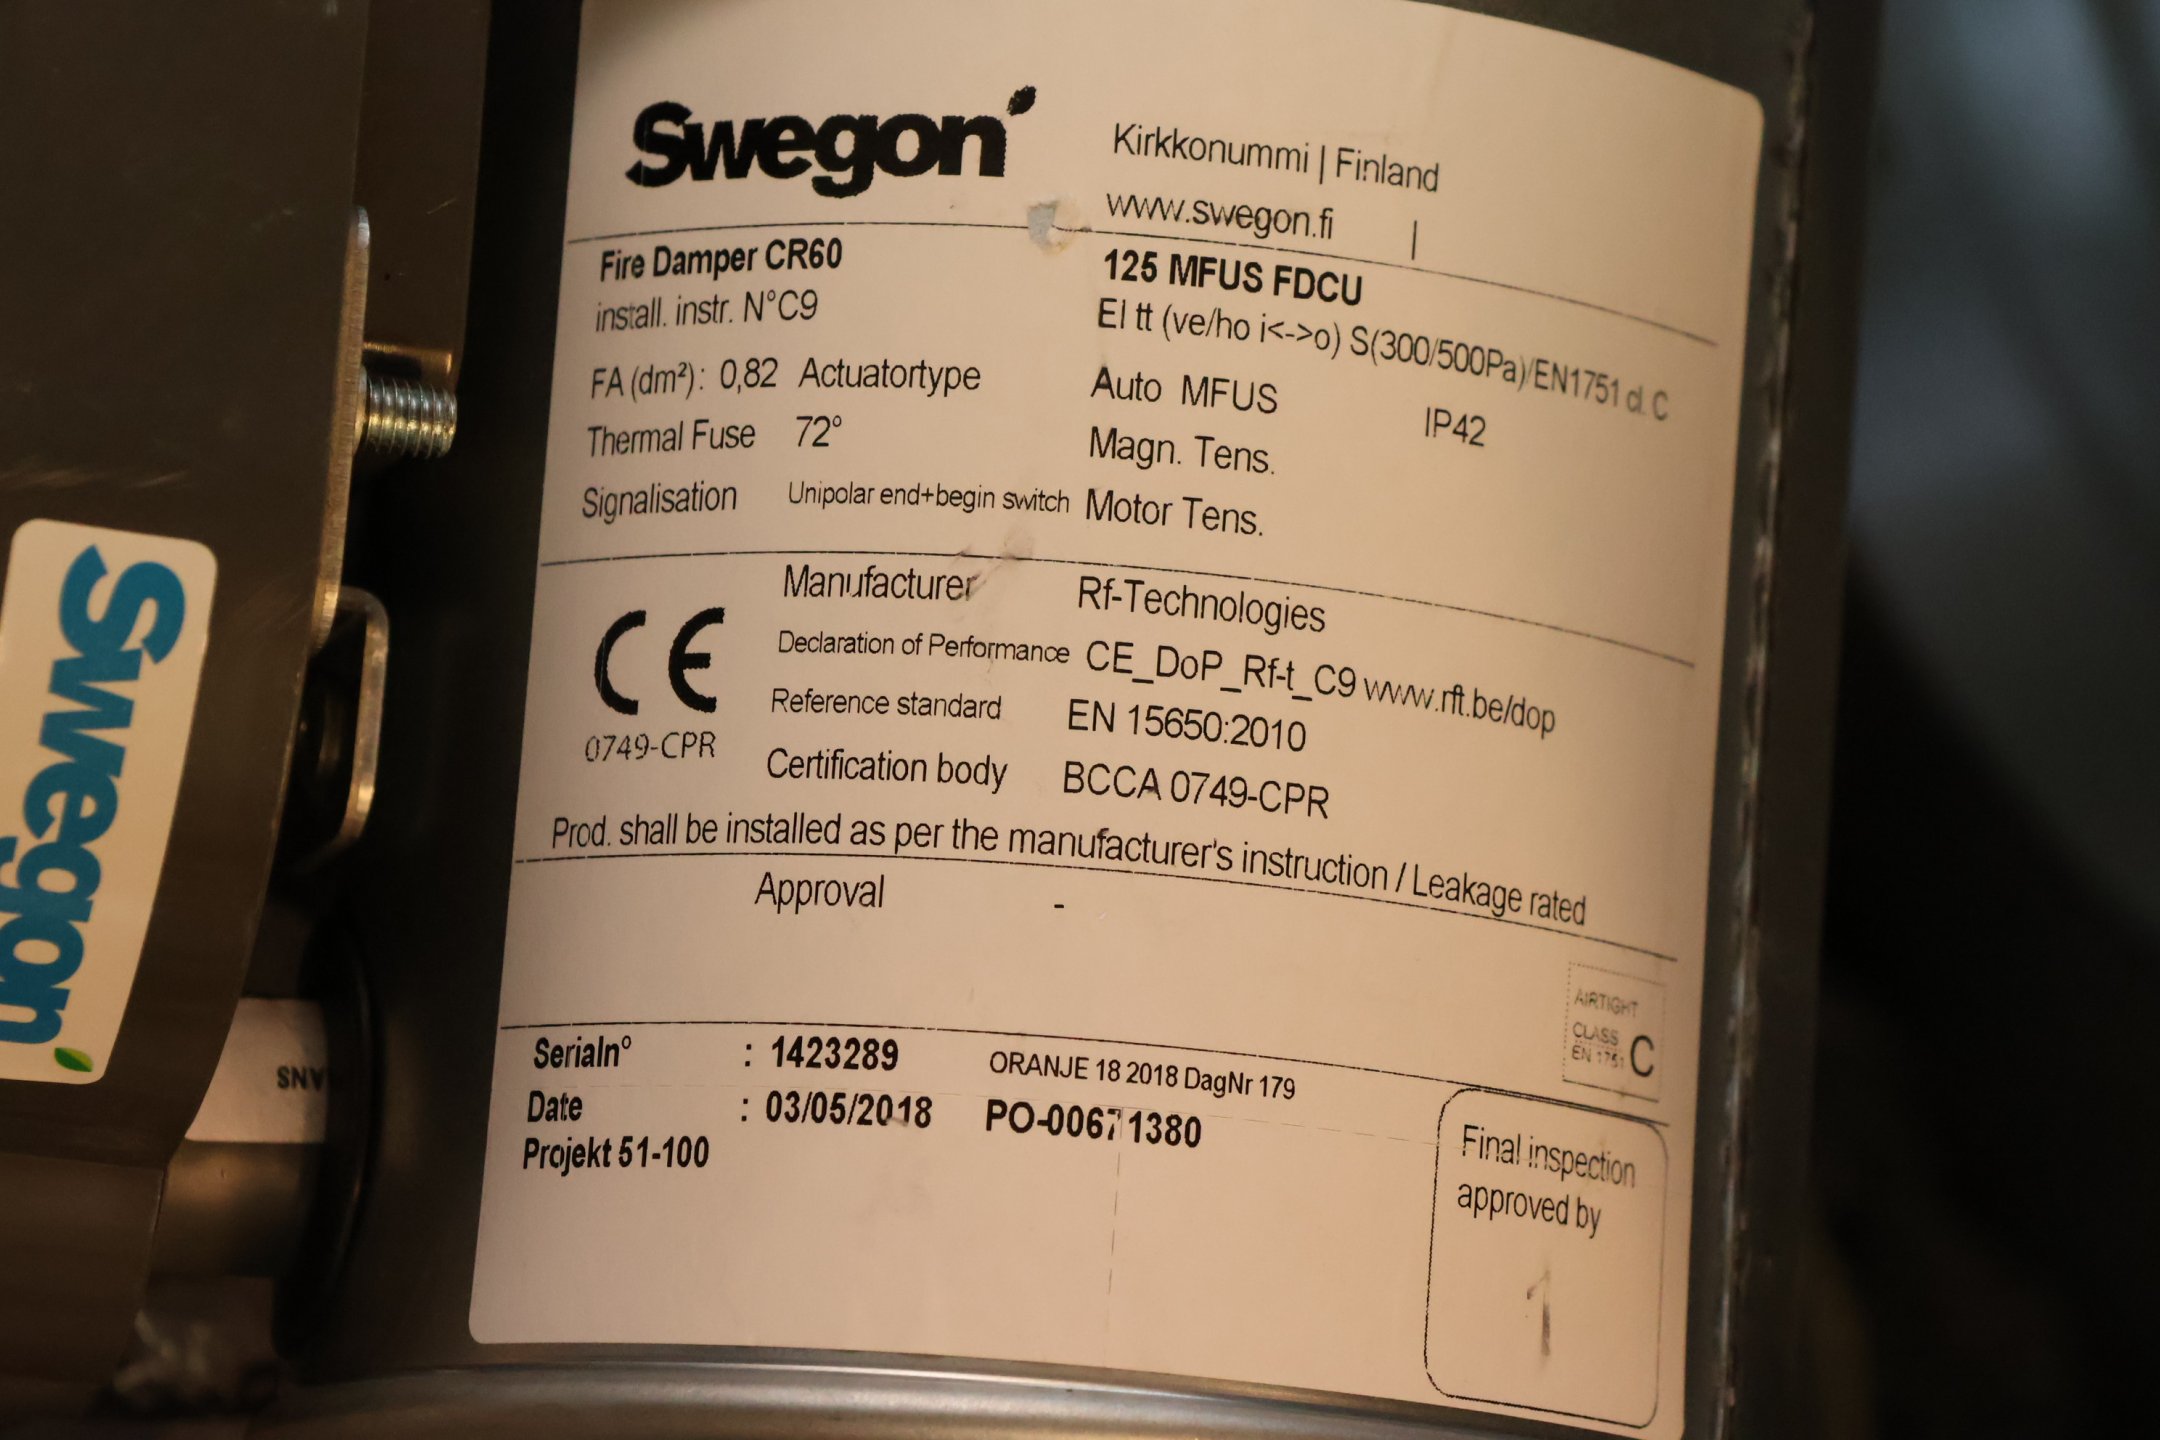 Swegon
Kirkkonummi | Finland
www.swegon.fi |
Fire Damper CR60 125 MFUS FDCU
install. instr. N°C9 EI tt (ve/ho i<->o) S(300/500Pa)/EN1751 cl. C
FA (dm²): 0,82 Actuatortype Auto MFUS IP42
Thermal Fuse 72° Magn. Tens.
Signalisation Unipolar end+begin switch Motor Tens.
CE
0749-CPR
Manufacturer Rf-Technologies
Declaration of Performance CE_DoP_Rf-t_C9 www.rft.be/dop
Reference standard EN 15650:2010
Certification body BCCA 0749-CPR
Prod. shall be installed as per the manufacturer's instruction / Leakage rated
Approval -
AIRTIGHT
CLASS C
EN 1751
Serialn° : 1423289 ORANJE 18 2018 DagNr 179
Date : 03/05/2018 PO-00671380
Projekt 51-100
Final inspection
approved by
1
Swegon